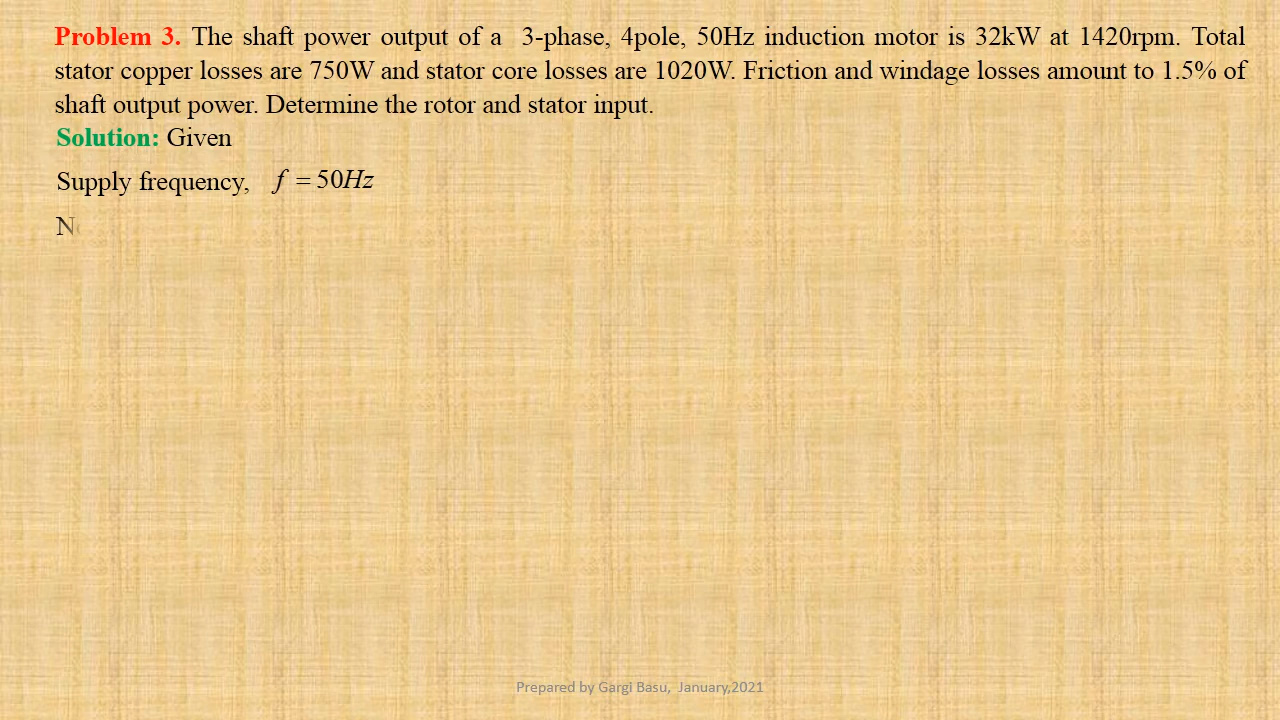 Problem 3. The shaft power output of a 3-phase, 4pole, 50Hz induction motor is 32kW at 1420rpm. Total
stator copper losses are 750W and stator core losses are 1020W. Friction and windage losses amount to 1.5% of
shaft output power. Determine the rotor and stator input.
Solution: Given
Supply frequency, f = 50Hz
N
Prepared by Gargi Basu, January,2021